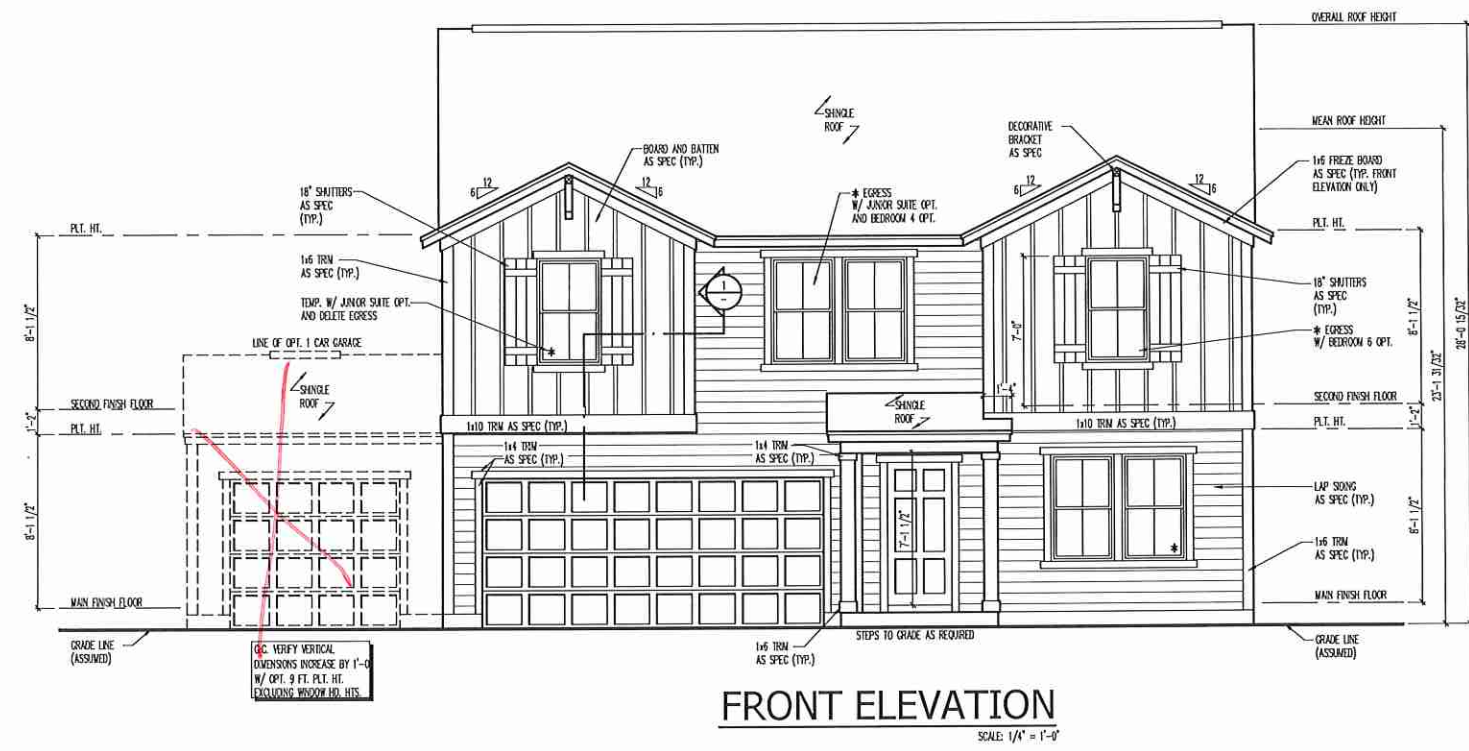 OVERALL ROOF HEIGHT
SHINGLE
ROOF
MEAN ROOF HEIGHT
DECORATIVE
BRACKET
AS SPEC
BOARD AND BATTEN
AS SPEC (TYP.)
1x6 FREZE BOARD
AS SPEC (TYP. FRONT
ELEVATION ONLY)
12
6
12
6
12
6
12
6
18" SHUTTERS
AS SPEC
(TYP.)
* EGRESS
W/ JUNIOR SUITE OPT.
AND BEDROOM 4 OPT.
PLT. HT.
PLT. HT.
1x6 TRIM
AS SPEC (TYP.)
TEMP. W/ JUNIOR SUITE OPT.
AND DELETE EGRESS
*
1
-
18" SHUTTERS
AS SPEC
(TYP.)
* EGRESS
W/ BEDROOM 6 OPT.
8'-1 1/2"
7'-0"
8'-1 1/2"
28'-0 15/32"
23'-1 31/32"
LINE OF OPT. 1 CAR GARAGE
SHINGLE
ROOF
1'-4"
SHINGLE
ROOF
SECOND FINISH FLOOR
SECOND FINISH FLOOR
1'-2"
1'-2"
PLT. HT.
PLT. HT.
1x10 TRIM AS SPEC (TYP.)
1x10 TRIM AS SPEC (TYP.)
1x4 TRIM
AS SPEC (TYP.)
1x4 TRIM
AS SPEC (TYP.)
LAP SIDING
AS SPEC (TYP.)
8'-1 1/2"
7'-1 1/2"
8'-1 1/2"
*
1x6 TRIM
AS SPEC (TYP.)
MAIN FINISH FLOOR
MAIN FINISH FLOOR
GRADE LINE
(ASSUMED)
STEPS TO GRADE AS REQUIRED
1x6 TRIM
AS SPEC (TYP.)
GRADE LINE
(ASSUMED)
G.C. VERIFY VERTICAL
DIMENSIONS INCREASE BY 1'-0
W/ OPT. 9 FT. PLT. HT.
EXCLUDING WINDOW HD. HTS.
FRONT ELEVATION
SCALE: 1/4" = 1'-0"